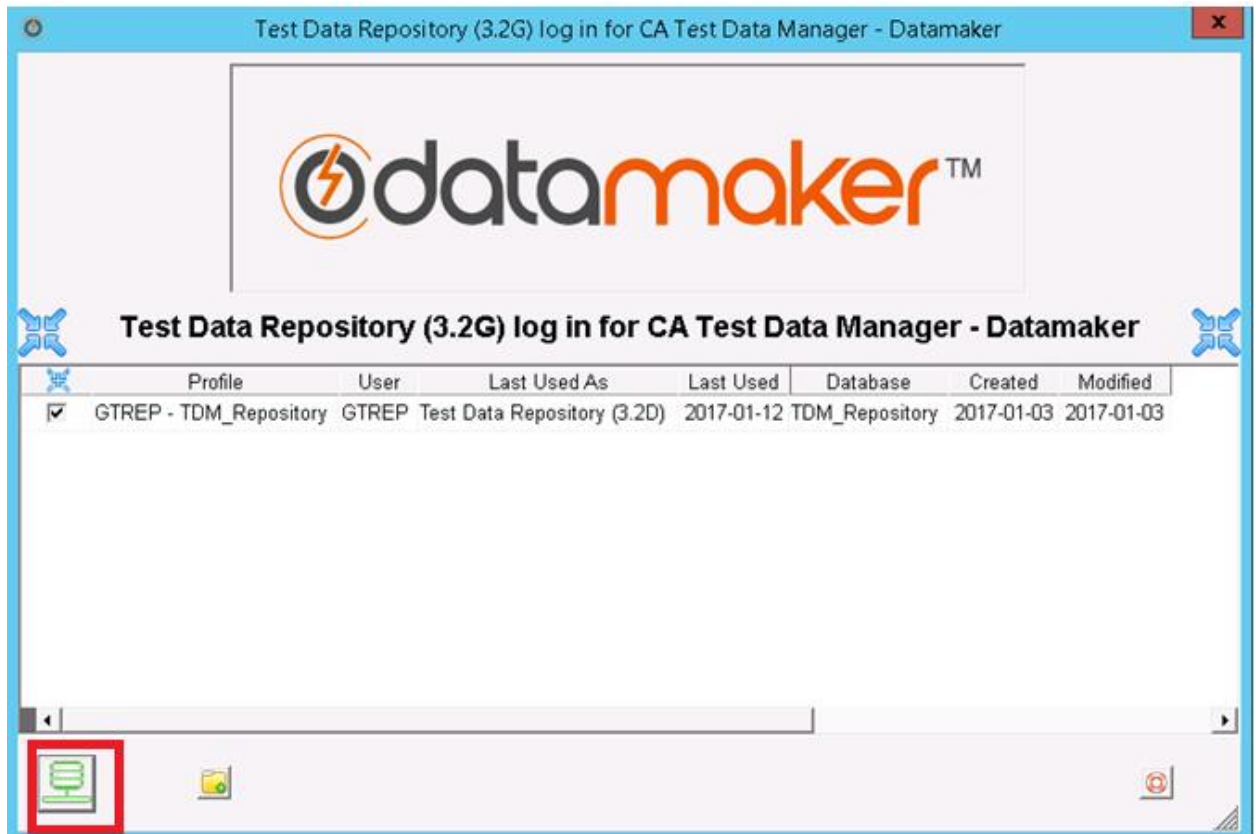 Test Data Repository (3.2G) log in for CA Test Data Manager - Datamaker
x
datamaker™
Test Data Repository (3.2G) log in for CA Test Data Manager - Datamaker
Profile User Last Used As Last Used Database Created Modified
GTREP - TDM_Repository GTREP Test Data Repository (3.2D) 2017-01-12 TDM_Repository 2017-01-03 2017-01-03